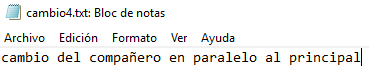 cambio4.txt: Bloc de notas
Archivo Edición Formato Ver Ayuda
cambio del compañero en paralelo al principal